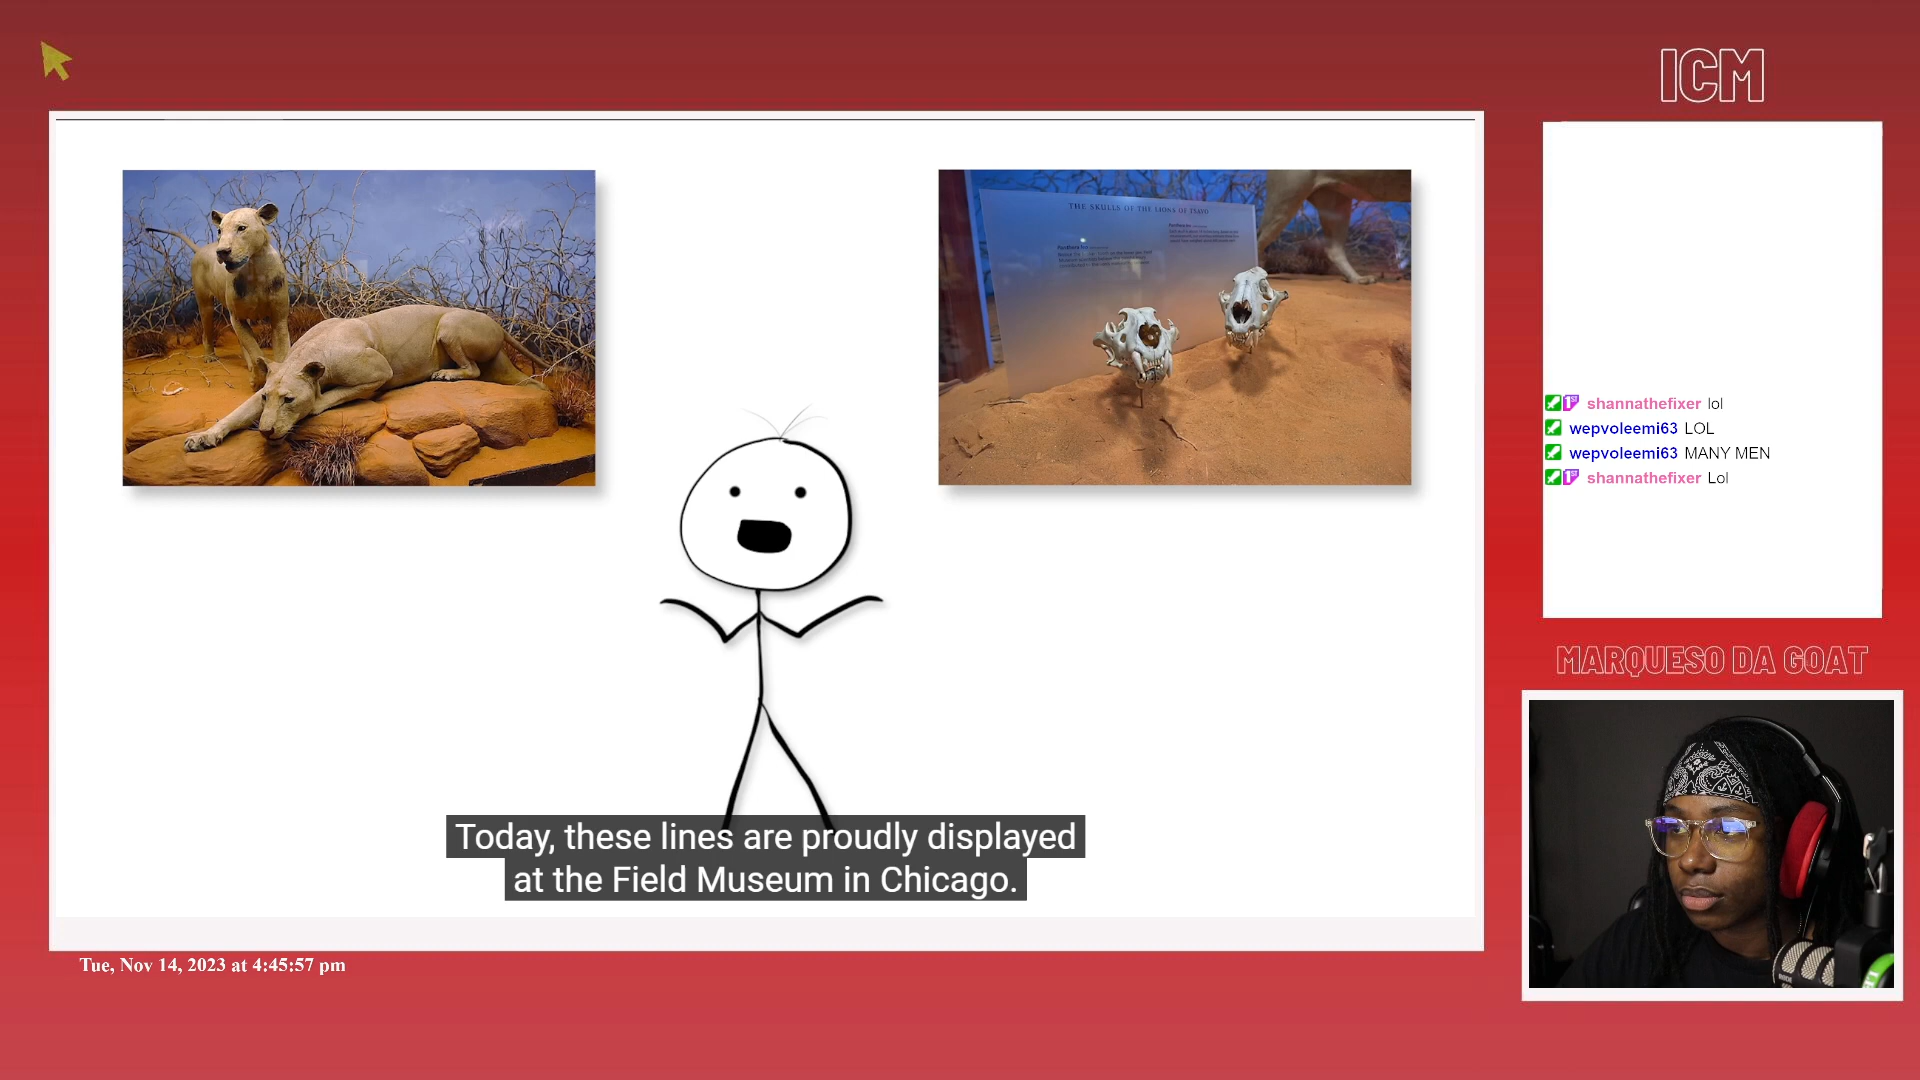 ICM
THE SKULLS OF THE LIONS OF TSAVO
shannathefixer lol
wepvoleemi63 LOL
wepvoleemi63 MANY MEN
shannathefixer Lol
MARQUESO DA GOAT
Today, these lines are proudly displayed
at the Field Museum in Chicago.
Tue, Nov 14, 2023 at 4:45:57 pm